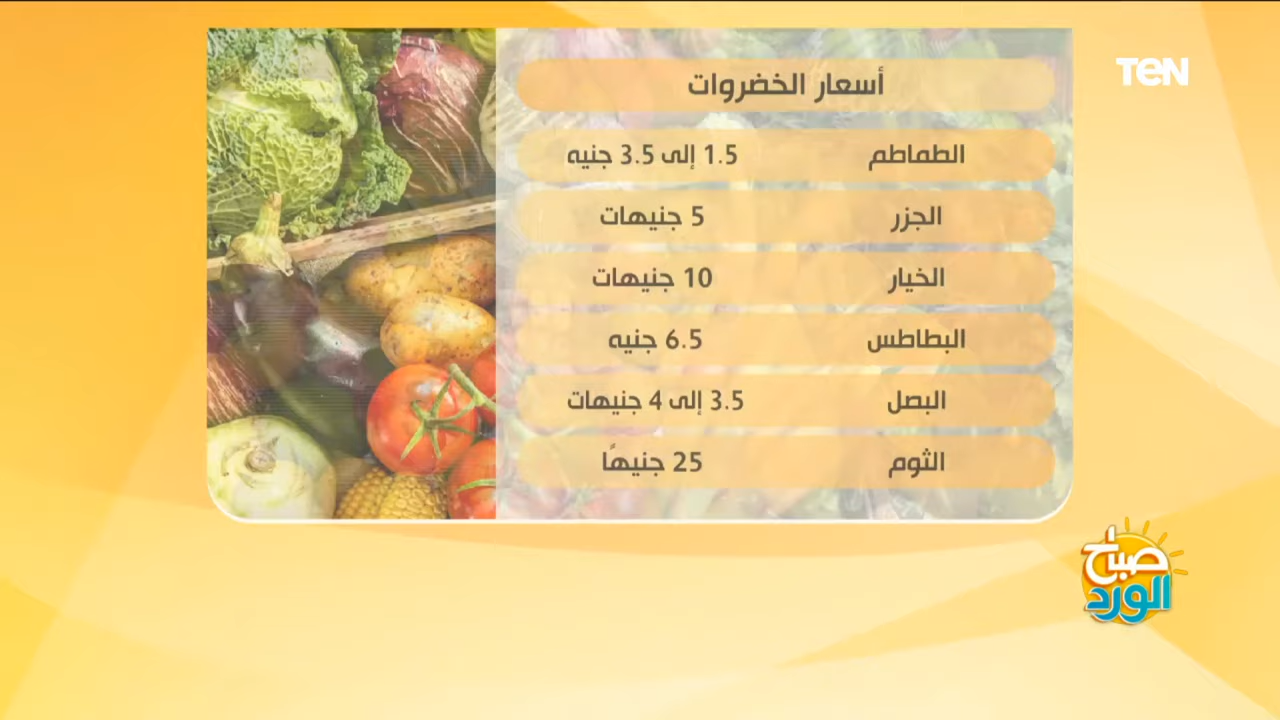 TEN
أسعار الخضروات
الطماطم 1.5 إلى 3.5 جنيه
الجزر 5 جنيهات
الخيار 10 جنيهات
البطاطس 6.5 جنيه
البصل 3.5 إلى 4 جنيهات
الثوم 25 جنيهًا
صباح
الورد